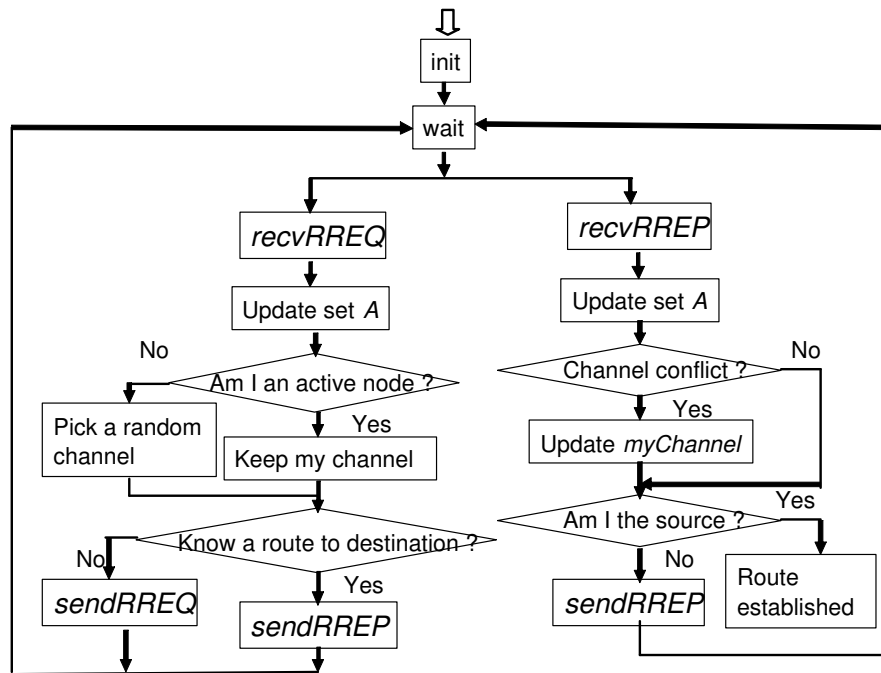 init
wait
recvRREQ
recvRREP
Update set A
Update set A
No
Am I an active node ?
Channel conflict ?
No
Pick a random
channel
Yes
Keep my channel
Yes
Update myChannel
Yes
Know a route to destination ?
Am I the source ?
No
Yes
No
Route
established
sendRREQ
sendRREP
sendRREP